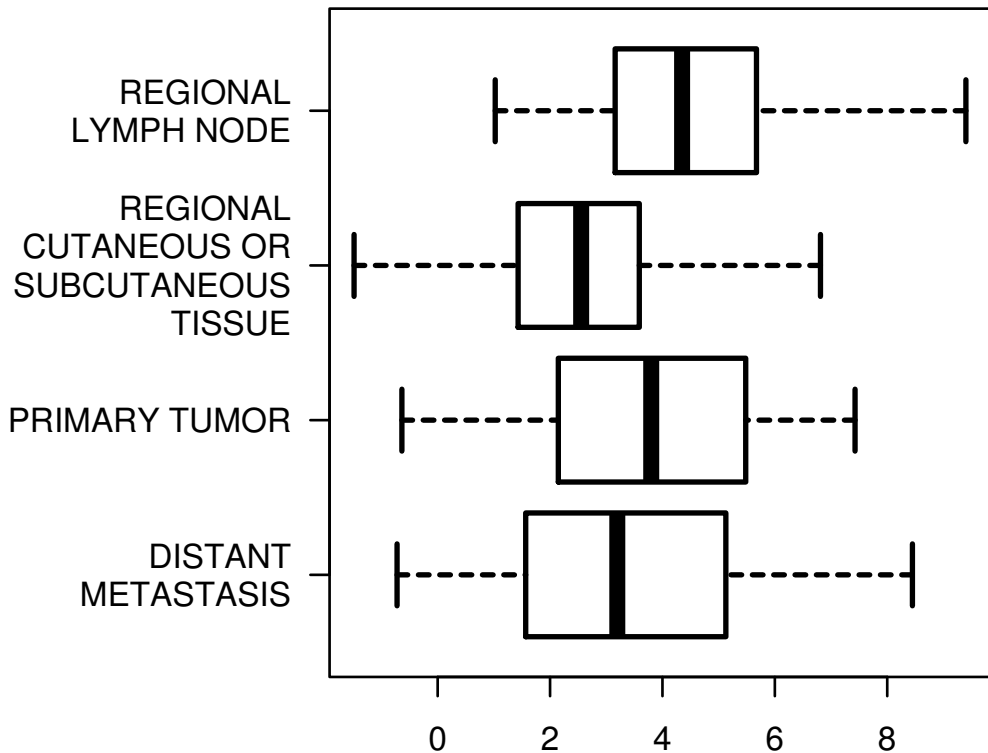 REGIONAL
LYMPH NODE
REGIONAL
CUTANEOUS OR
SUBCUTANEOUS
TISSUE
PRIMARY TUMOR
DISTANT
METASTASIS
0 2 4 6 8